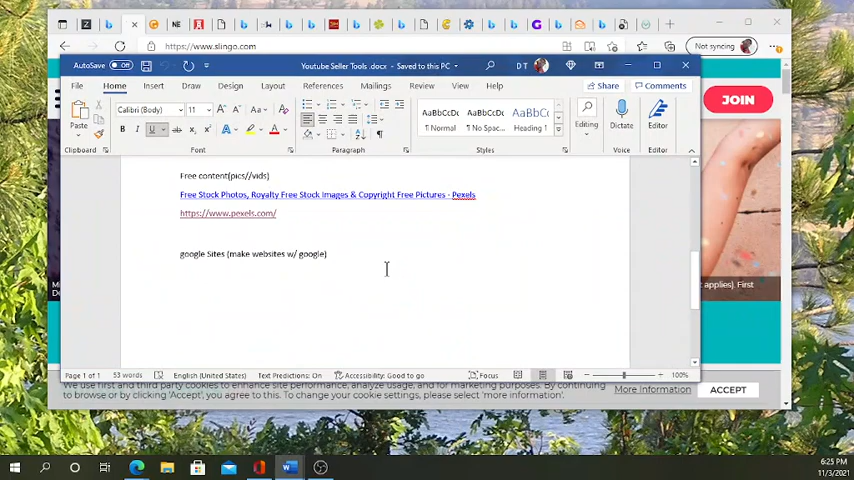 https://www.slingo.com
Not syncing
AutoSave Off
Youtube Seller Tools .docx - Saved to this PC
D T
File Home Insert Draw Design Layout References Mailings Review View Help
Share Comments
JOIN
Paste
Calibri (Body) 11
AaBbCcDc AaBbCcDc AaBbCc
¶ Normal ¶ No Spac... Heading 1
Editing
Dictate
Editor
Clipboard Font Paragraph Styles Voice Editor
Free content(pics//vids)
Free Stock Photos, Royalty Free Stock Images & Copyright Free Pictures - Pexels
https://www.pexels.com/
google Sites (make websites w/ google)
t applies). First
Page 1 of 1 53 words English (United States) Text Predictions: On Accessibility: Good to go Focus 100%
We use first and third party cookies to enhance site performance, analyze usage, and for marketing purposes. By continuing
to browse or by clicking 'Accept', you agree to this. To change your cookie settings, please select 'more information'.
More Information
ACCEPT
6:25 PM
11/3/2021